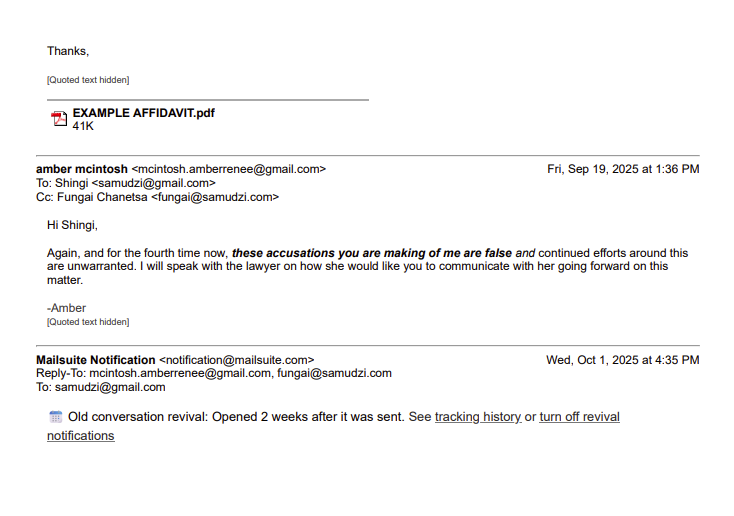 Thanks,
[Quoted text hidden]
EXAMPLE AFFIDAVIT.pdf
41K
amber mcintosh <mcintosh.amberrenee@gmail.com> Fri, Sep 19, 2025 at 1:36 PM
To: Shingi <samudzi@gmail.com>
Cc: Fungai Chanetsa <fungai@samudzi.com>
Hi Shingi,
Again, and for the fourth time now, these accusations you are making of me are false and continued efforts around this
are unwarranted. I will speak with the lawyer on how she would like you to communicate with her going forward on this
matter.
-Amber
[Quoted text hidden]
Mailsuite Notification <notification@mailsuite.com> Wed, Oct 1, 2025 at 4:35 PM
Reply-To: mcintosh.amberrenee@gmail.com, fungai@samudzi.com
To: samudzi@gmail.com
Old conversation revival: Opened 2 weeks after it was sent. See tracking history or turn off revival
notifications